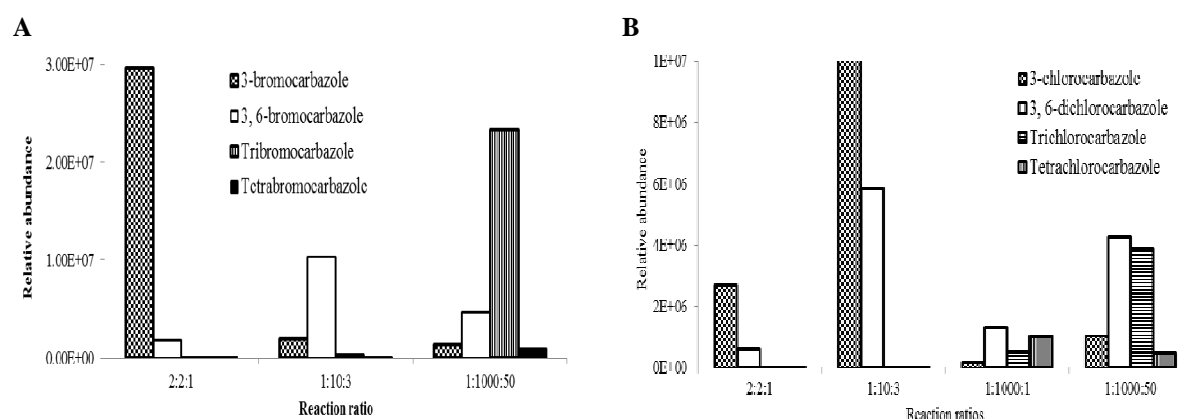 A
3.00E+07
2.00E+07
1.00E+07
0.00E+00
Relative abundance
3-bromocarbazole
3, 6-bromocarbazole
Tribromocarbazole
Tetrabromocarbazole
2:2:1
1:10:3
1:1000:50
Reaction ratio
B
1E+07
8E+06
6E+06
4E+06
2E+06
0E+00
Relative abundance
3-chlorocarbazole
3, 6-dichlorocarbazole
Trichlorocarbazole
Tetrachlorocarbazole
2:2:1
1:10:3
1:1000:1
1:1000:50
Reaction ratios